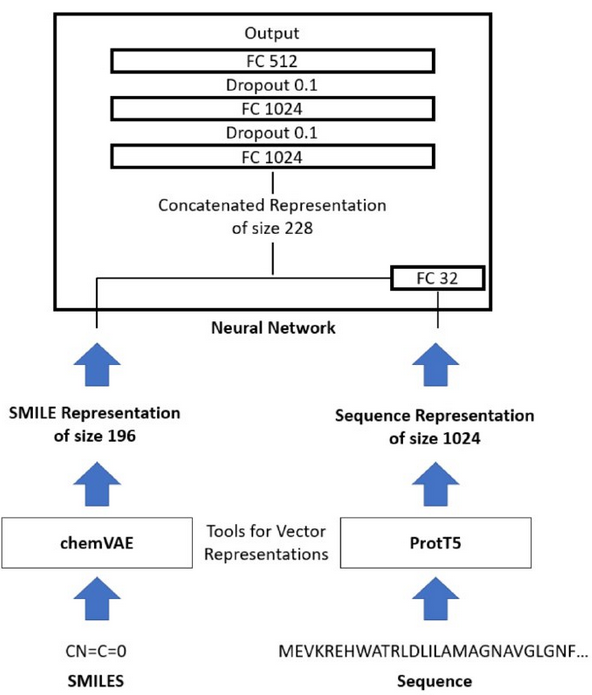 Output
FC 512
Dropout 0.1
FC 1024
Dropout 0.1
FC 1024
Concatenated Representation
of size 228
FC 32
Neural Network
SMILE Representation
of size 196
Sequence Representation
of size 1024
chemVAE
Tools for Vector
Representations
ProtT5
CN=C=0
SMILES
MEVKREHWATRLDLILAMAGNAVGLGNF...
Sequence